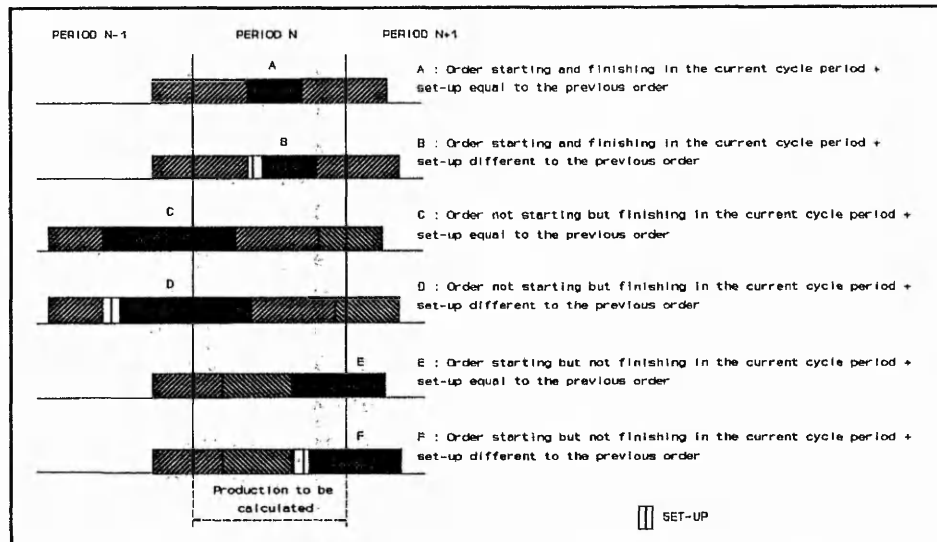 PERIOD N-1 PERIOD N PERIOD N+1
A
A : Order starting and finishing in the current cycle period +
set-up equal to the previous order
B
B : Order starting and finishing in the current cycle period +
set-up different to the previous order
C
C : Order not starting but finishing in the current cycle period +
set-up equal to the previous order
D
D : Order not starting but finishing in the current cycle period +
set-up different to the previous order
E
E : Order starting but not finishing in the current cycle period +
set-up equal to the previous order
F
F : Order starting but not finishing in the current cycle period +
set-up different to the previous order
Production to be
calculated
SET-UP